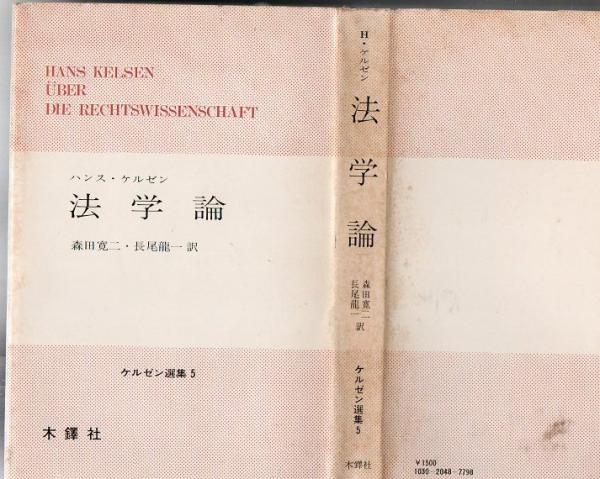 HANS KELSEN
ÜBER
DIE RECHTSWISSENSCHAFT
ハンス・ケルゼン
法学論
森田寛二・長尾龍一 訳
ケルゼン選集 5
木鐸社
H・ケルゼン
法学論
森田寛二
長尾龍一
訳
ケルゼン選集 5
木鐸社
￥1500
1030-2048-7798